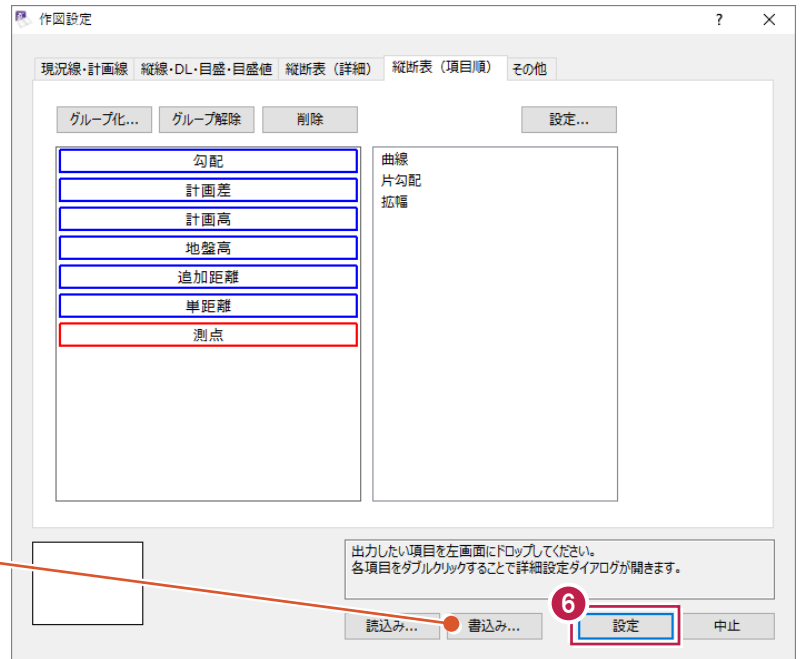 作図設定
? ×
現況線・計画線 縦線・DL・目盛・目盛値 縦断表（詳細） 縦断表（項目順） その他
グループ化... グループ解除 削除 設定...
勾配
計画差
計画高
地盤高
追加距離
単距離
測点
曲線
片勾配
拡幅
出力したい項目を左画面にドロップしてください。
各項目をダブルクリックすることで詳細設定ダイアログが開きます。
6
読込み... 書込み... 設定 中止